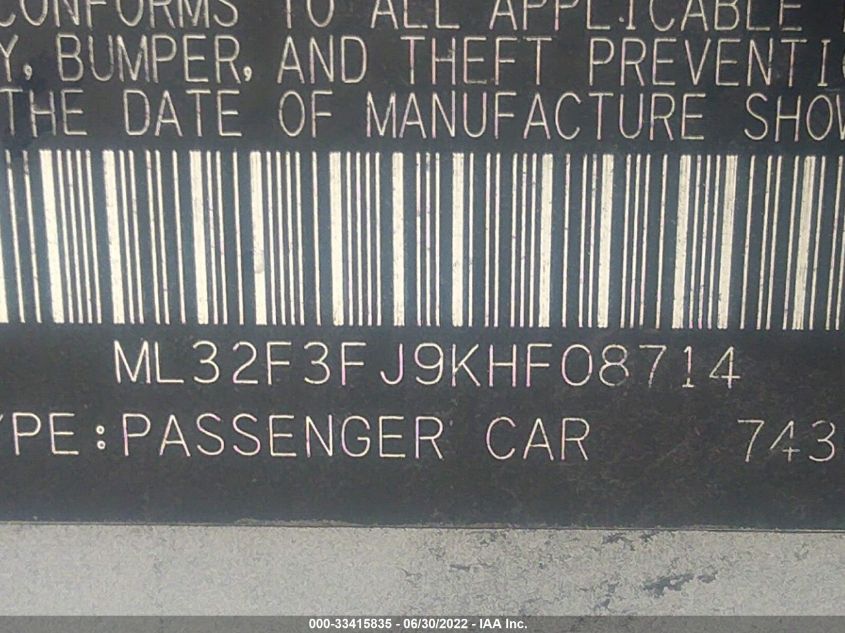 CONFORMS TO ALL APPLICABLE
Y, BUMPER, AND THEFT PREVENTI
THE DATE OF MANUFACTURE SHOW
ML32F3FJ9KHF08714
YPE:PASSENGER CAR 743
000-33415835 - 06/30/2022 - IAA Inc.